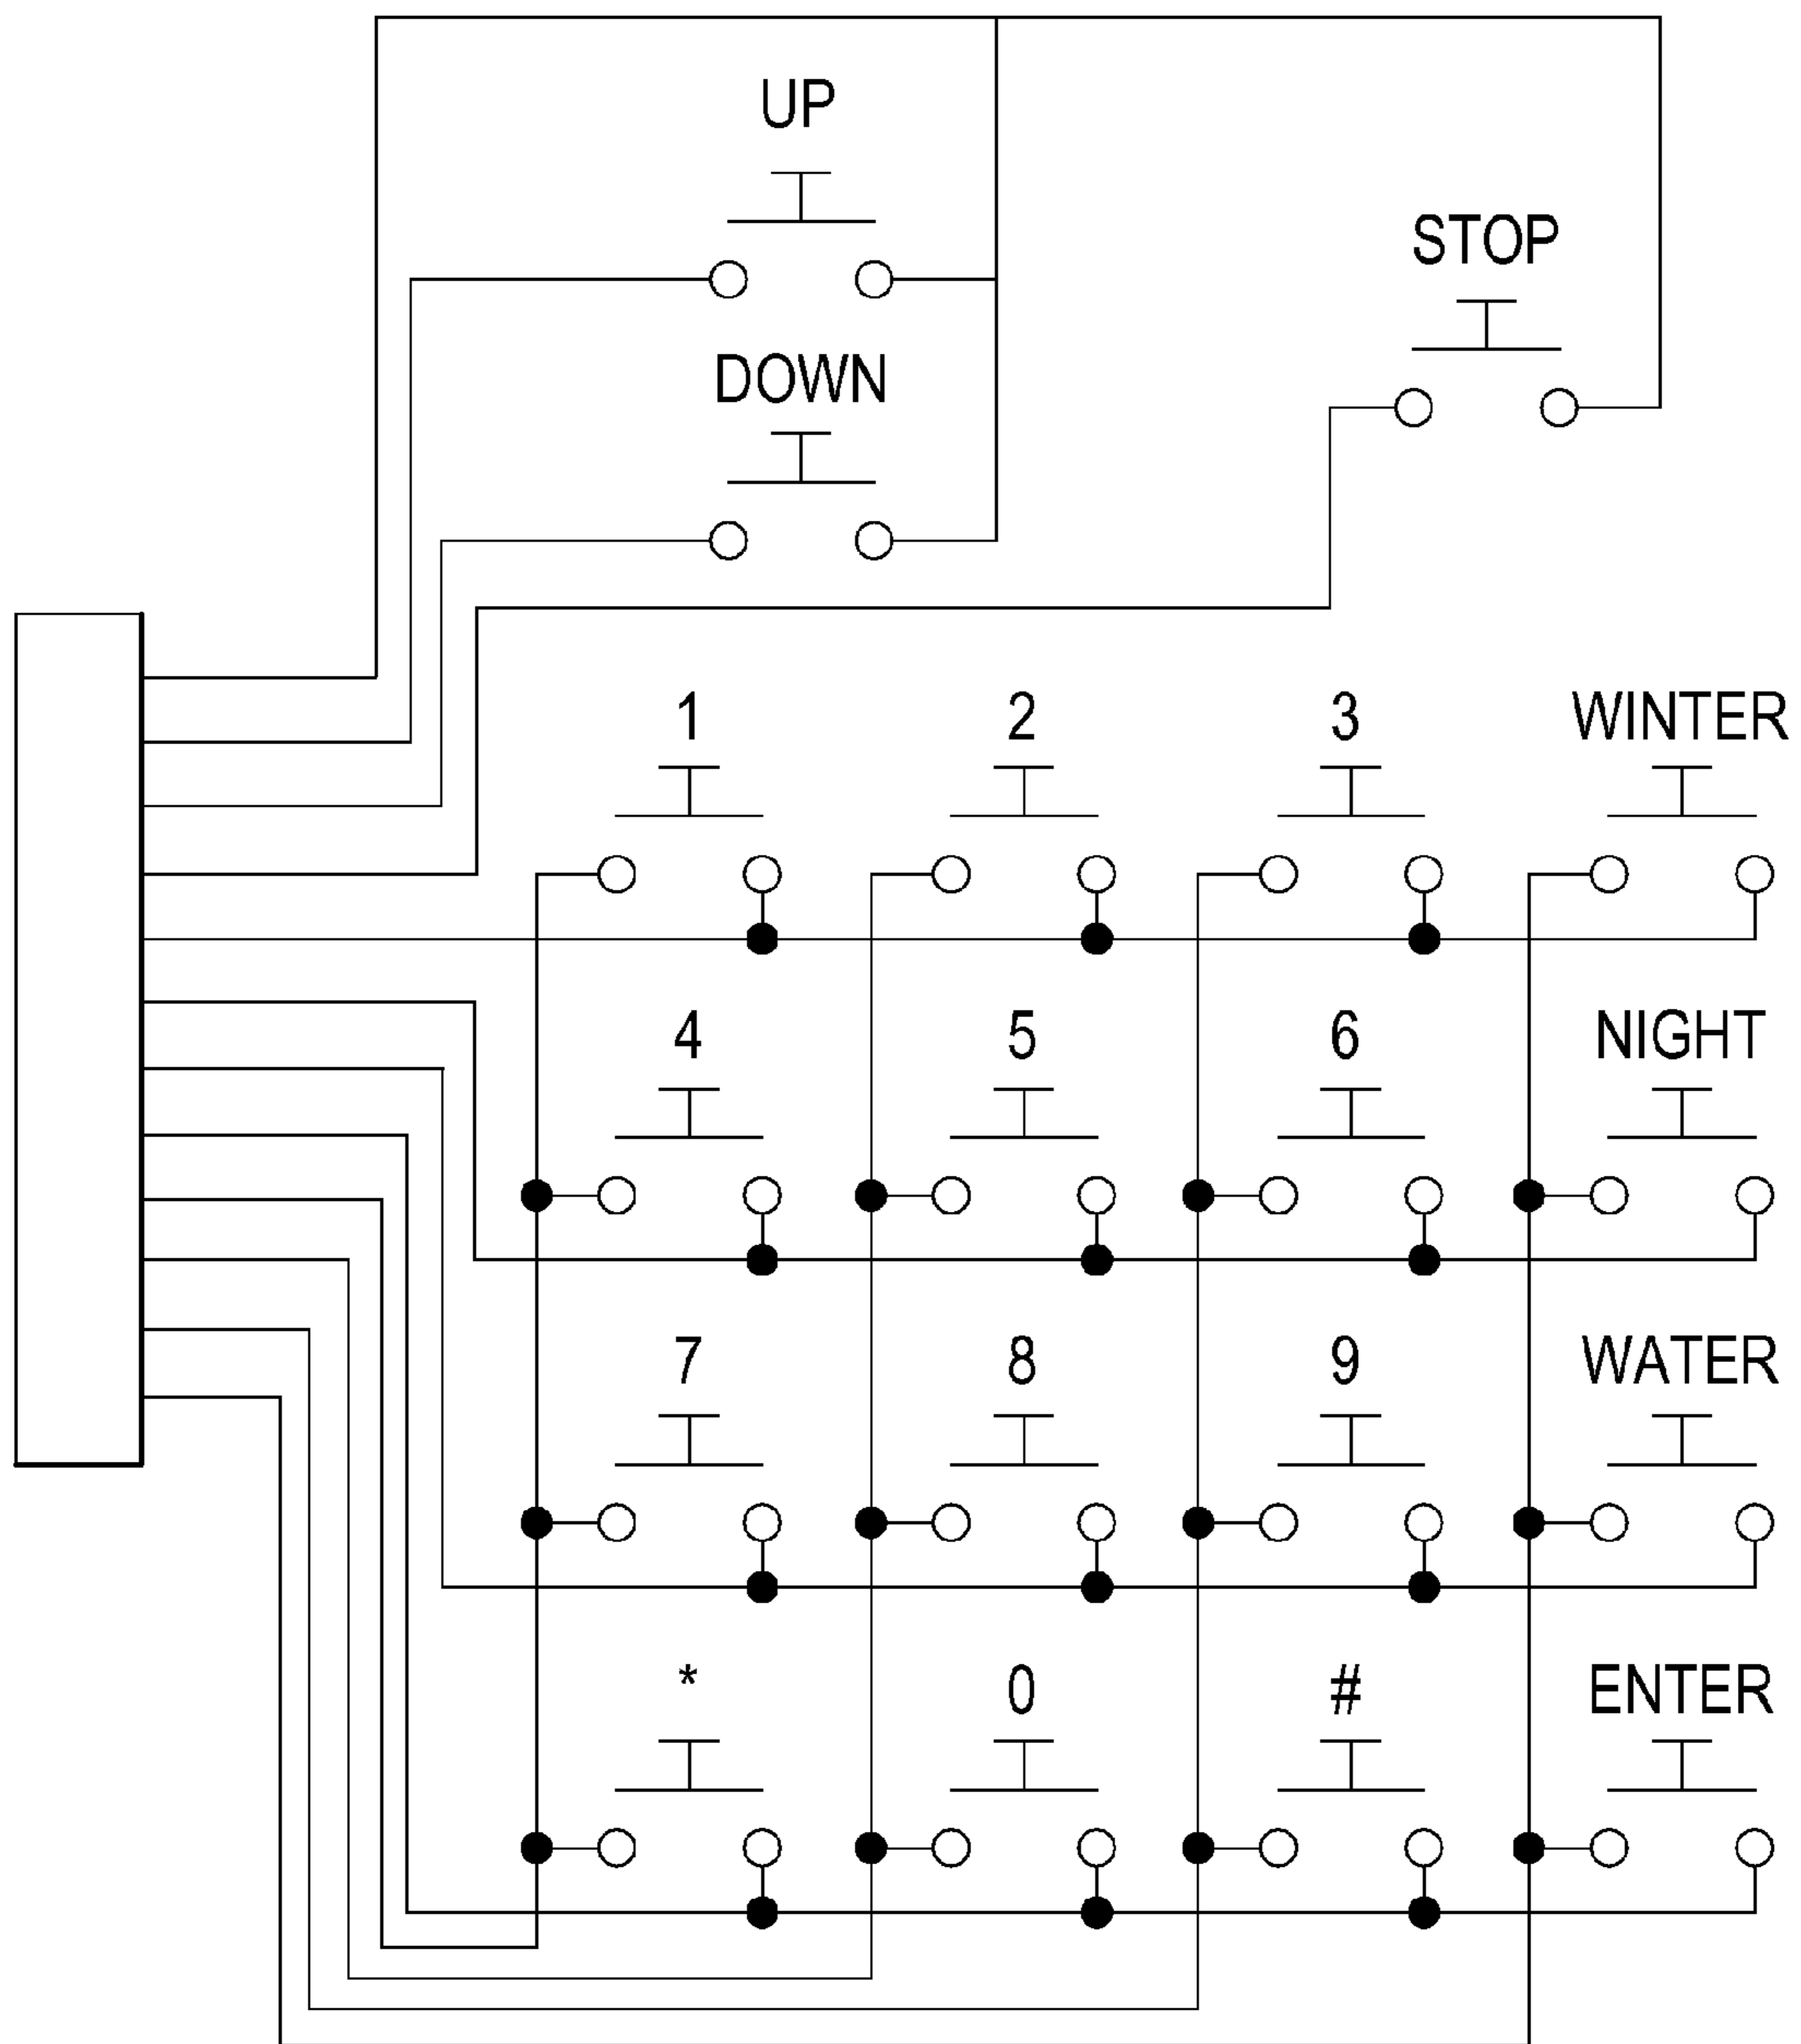 UP
STOP
DOWN
1 2 3 WINTER
4 5 6 NIGHT
7 8 9 WATER
* 0 # ENTER